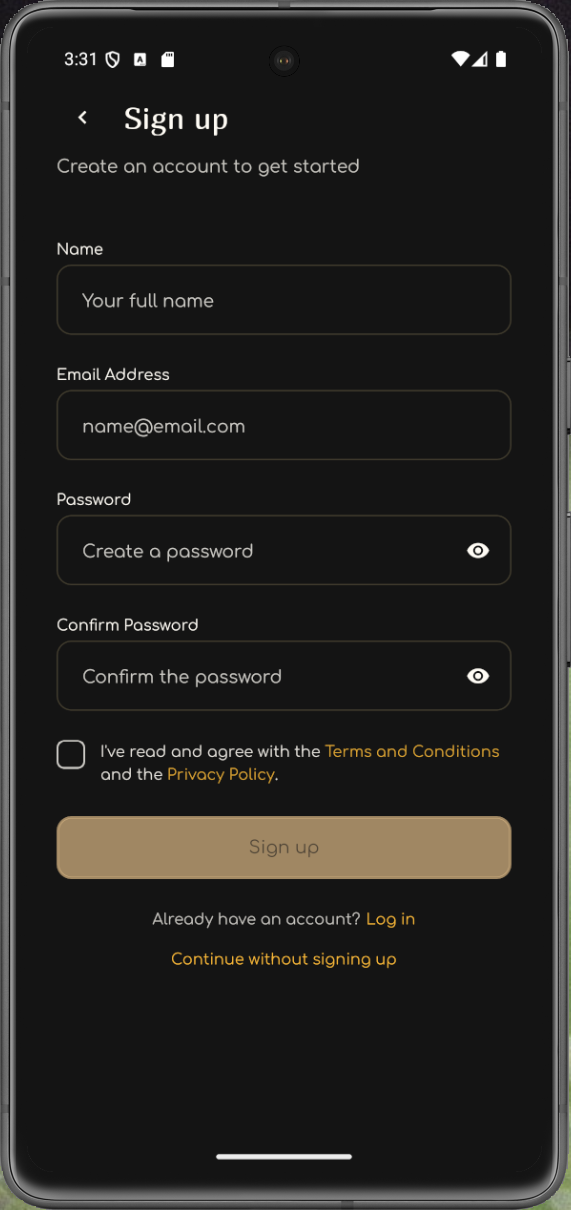 3:31
Sign up
Create an account to get started
Name
Your full name
Email Address
name@email.com
Password
Create a password
Confirm Password
Confirm the password
I've read and agree with the Terms and Conditions
and the Privacy Policy.
Sign up
Already have an account? Log in
Continue without signing up